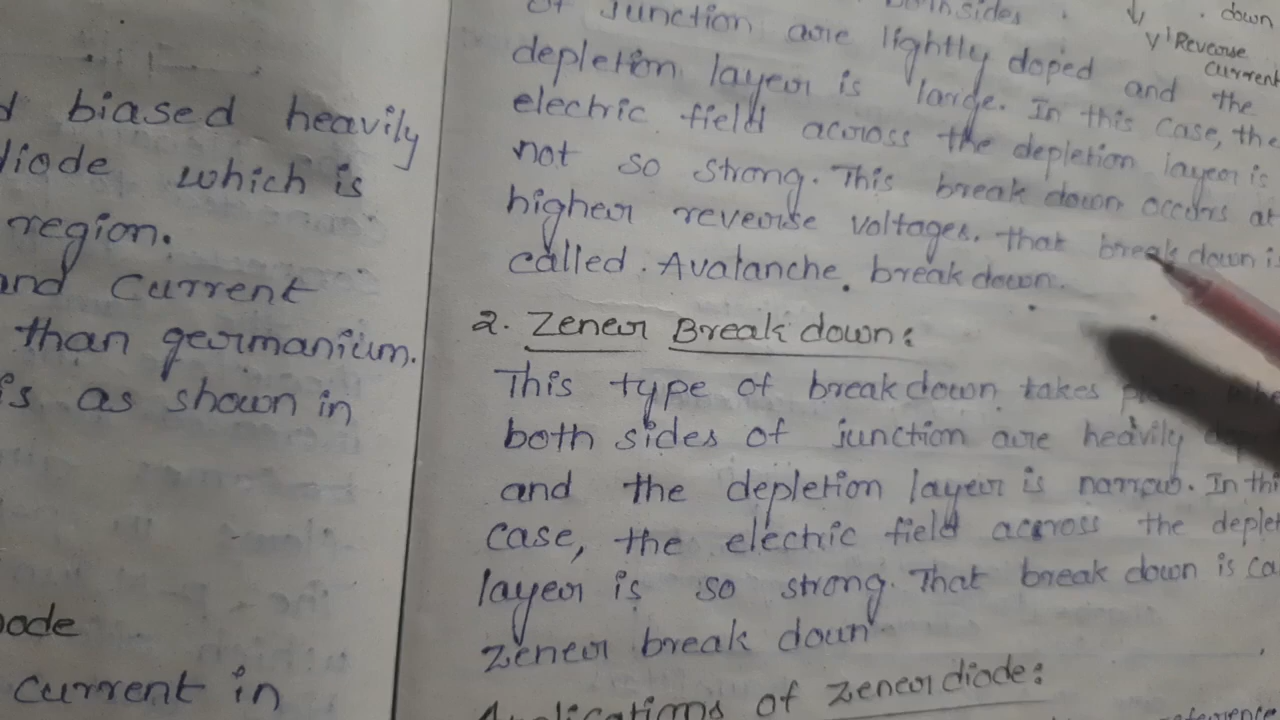 d biased heavily
diode which is
region.
and current
than germanium.
is as shown in
ode
current in
down
Reverse
current
of junction are lightly doped and the
depletion layer is large. In this case, the
electric field across the depletion layer is
not so strong. This break down occurs at
higher reverse voltages. that break down is
called. Avalanche. break down.
2. Zener Break down:
This type of break down takes
both sides of junction are heavily
and the depletion layer is narrow. In thi
case, the electric field across the deple
layer is so strong. That break down is ca
zener break down
Applications of Zener diode: